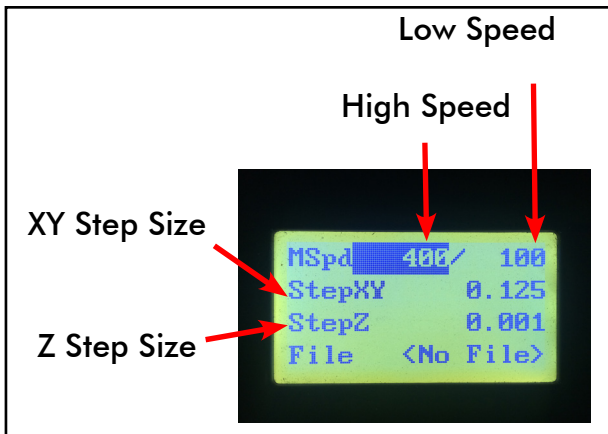 Low Speed
High Speed
XY Step Size
Z Step Size
MSpd 400/ 100
StepXY 0.125
StepZ 0.001
File <No File>